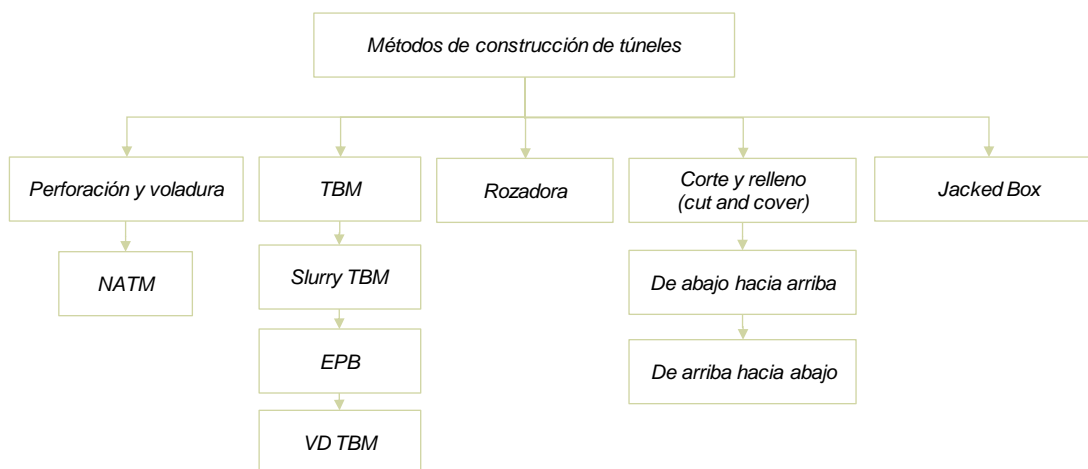 Métodos de construcción de túneles
Perforación y voladura
TBM
Rozadora
Corte y relleno
(cut and cover)
Jacked Box
NATM
Slurry TBM
De abajo hacia arriba
EPB
De arriba hacia abajo
VD TBM